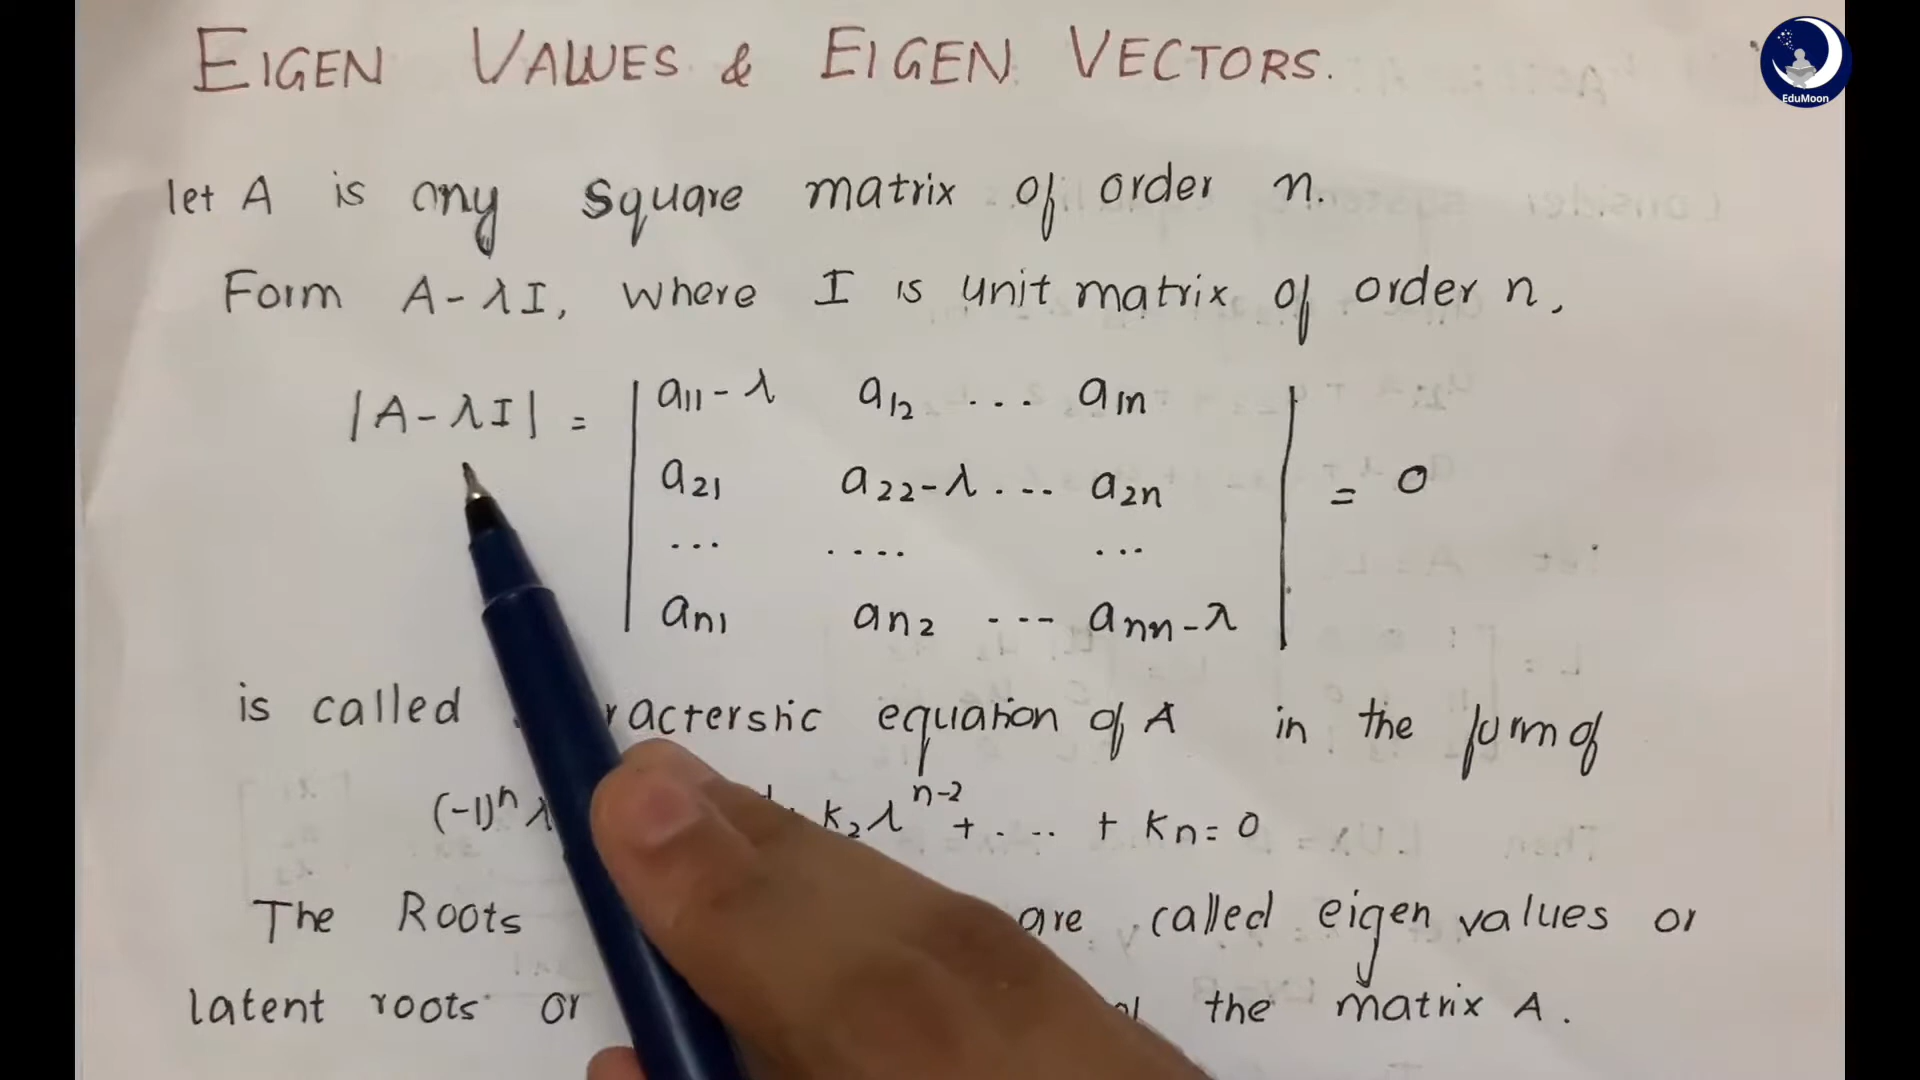 EIGEN VALUES & EIGEN VECTORS.
EduMoon
let A is any square matrix of order n.
Form A - λI, where I is unit matrix of order n,
|A - λI| = | a11 - λ a12 ... a1n |
| a21 a22 - λ ... a2n | = 0
... .... ...
| an1 an2 --- ann - λ |
is called equation of A in the form of
(-1)^n λ K2 λ^n-2 + ... + Kn = 0
The Roots are called eigen values or
latent roots or the matrix A.